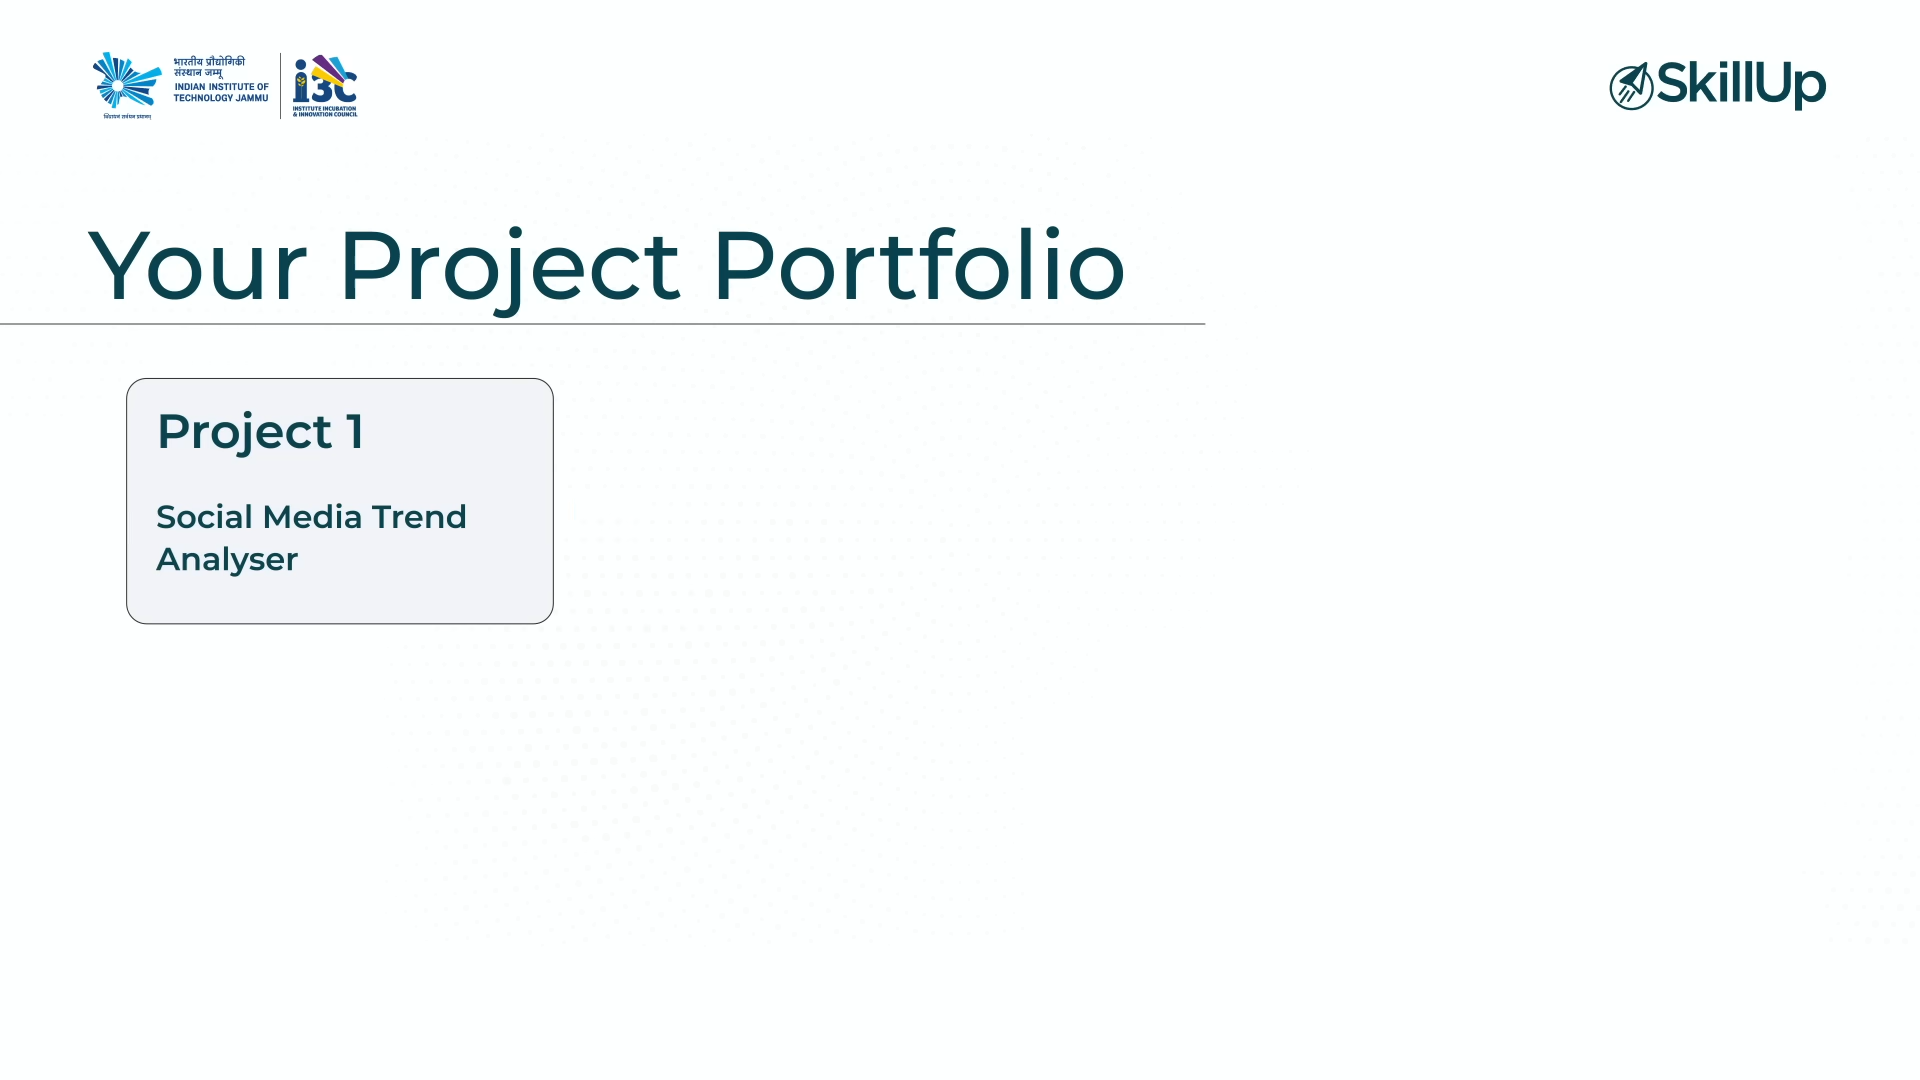 भारतीय प्रौद्योगिकी
संस्थान जम्मू
INDIAN INSTITUTE OF
TECHNOLOGY JAMMU
i3c
INSTITUTE INCUBATION
& INNOVATION COUNCIL
SkillUp
Your Project Portfolio
Project 1
Social Media Trend
Analyser